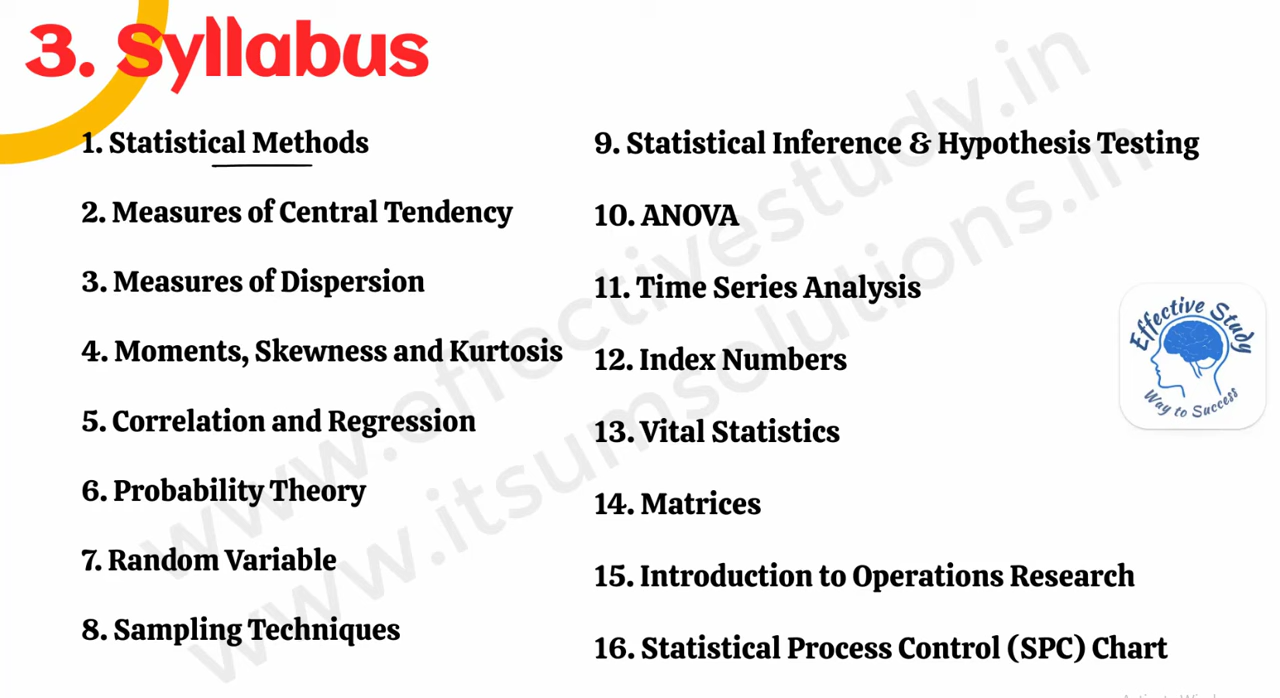 3. Syllabus
1. Statistical Methods
2. Measures of Central Tendency
3. Measures of Dispersion
4. Moments, Skewness and Kurtosis
5. Correlation and Regression
6. Probability Theory
7. Random Variable
8. Sampling Techniques
9. Statistical Inference & Hypothesis Testing
10. ANOVA
11. Time Series Analysis
12. Index Numbers
13. Vital Statistics
14. Matrices
15. Introduction to Operations Research
16. Statistical Process Control (SPC) Chart
www.effectivestudy.in
www.itsumsolutions.in
Effective Study
Way to Success